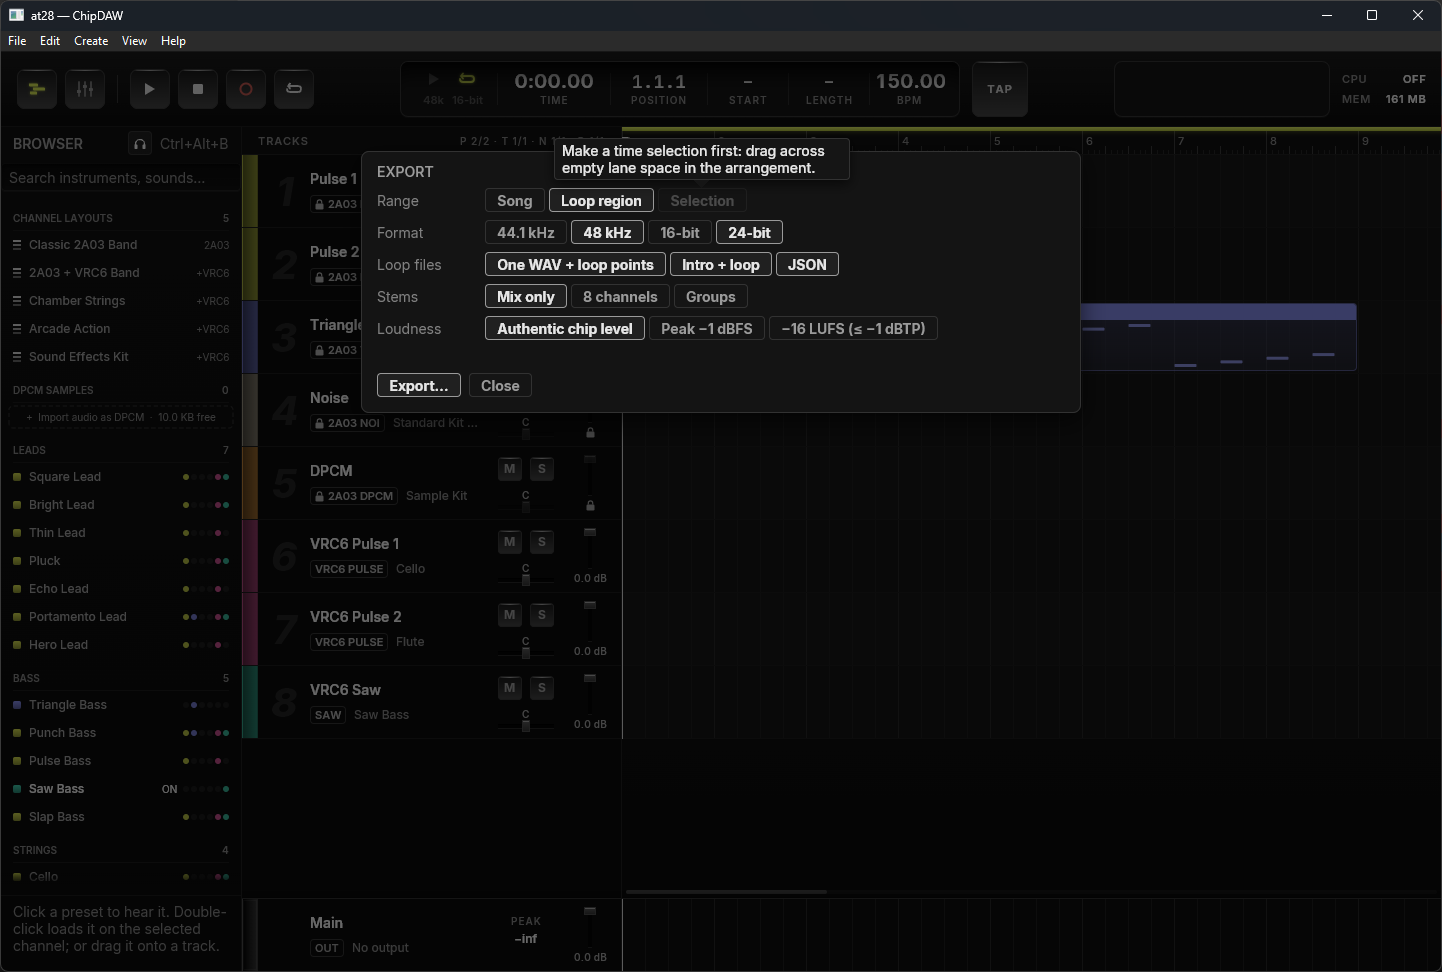 at28 — ChipDAW
File Edit Create View Help
48k 16-bit
0:00.00
TIME
1.1.1
POSITION
–
START
–
LENGTH
150.00
BPM
TAP
CPU OFF
MEM 161 MB
BROWSER Ctrl+Alt+B
Search instruments, sounds...
CHANNEL LAYOUTS 5
Classic 2A03 Band 2A03
2A03 + VRC6 Band +VRC6
Chamber Strings +VRC6
Arcade Action +VRC6
Sound Effects Kit +VRC6
DPCM SAMPLES 0
+ Import audio as DPCM · 10.0 KB free
LEADS 7
Square Lead
Bright Lead
Thin Lead
Pluck
Echo Lead
Portamento Lead
Hero Lead
BASS 5
Triangle Bass
Punch Bass
Pulse Bass
Saw Bass ON
Slap Bass
STRINGS 4
Cello
Click a preset to hear it. Double-
click loads it on the selected
channel; or drag it onto a track.
TRACKS P 2/2 · T 1/1 · N
4 5 6 7 8 9
1 Pulse 1
2A03
2 Pulse 2
2A03
3 Triangle
2A03
4 Noise
2A03 NOI Standard Kit ... C
5 DPCM M S
2A03 DPCM Sample Kit C
6 VRC6 Pulse 1 M S
VRC6 PULSE Cello C 0.0 dB
7 VRC6 Pulse 2 M S
VRC6 PULSE Flute C 0.0 dB
8 VRC6 Saw M S
SAW Saw Bass C 0.0 dB
Main PEAK
OUT No output –inf
0.0 dB
Make a time selection first: drag across
empty lane space in the arrangement.
EXPORT
Range Song Loop region Selection
Format 44.1 kHz 48 kHz 16-bit 24-bit
Loop files One WAV + loop points Intro + loop JSON
Stems Mix only 8 channels Groups
Loudness Authentic chip level Peak −1 dBFS −16 LUFS (≤ −1 dBTP)
Export... Close